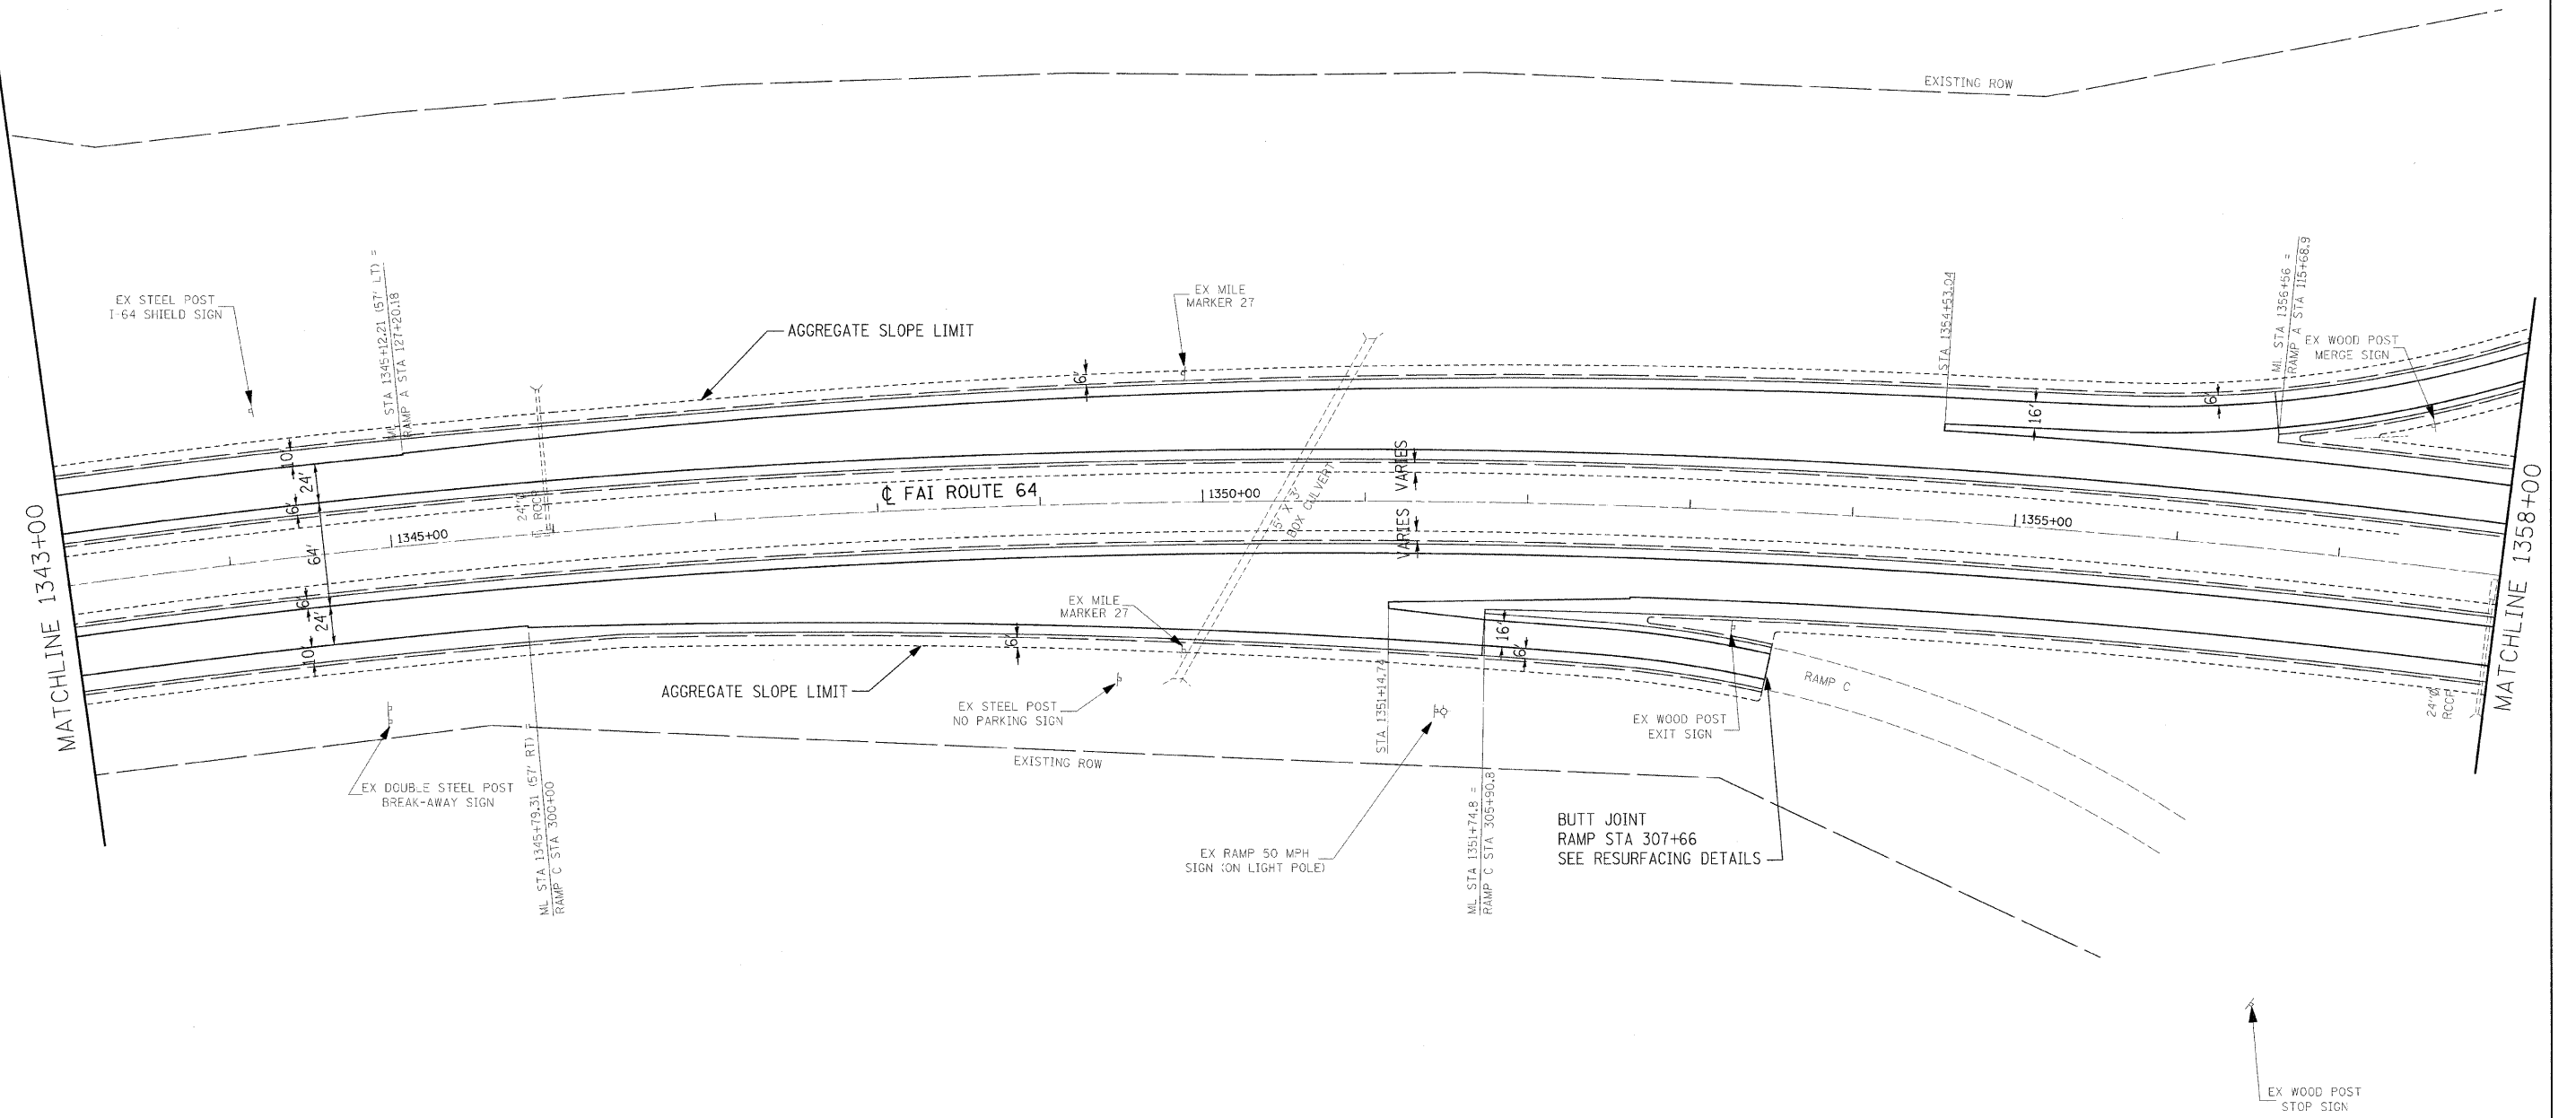 EXISTING ROW
EX STEEL POST
I-64 SHIELD SIGN
ML STA 1345+12.21 (57' LT) =
RAMP A STA 127+20.18
EX MILE
MARKER 27
AGGREGATE SLOPE LIMIT
STA 1354+53.04
ML STA 1356+56 =
RAMP A STA 115+68.9
EX WOOD POST
MERGE SIGN
6'
16'
6'
10'
24'
6'
64'
6'
24'
10'
24"Ø
RCCP
℄ FAI ROUTE 64
1345+00
1350+00
1355+00
5' X 3'
BOX CULVERT
VARIES
VARIES
MATCHLINE 1343+00
MATCHLINE 1358+00
EX MILE
MARKER 27
6'
16'
6'
AGGREGATE SLOPE LIMIT
EX STEEL POST
NO PARKING SIGN
STA 1351+14.74
RAMP C
EX WOOD POST
EXIT SIGN
24"Ø
RCCP
EXISTING ROW
EX DOUBLE STEEL POST
BREAK-AWAY SIGN
ML STA 1345+79.31 (57' RT) =
RAMP C STA 300+00
EX RAMP 50 MPH
SIGN (ON LIGHT POLE)
ML STA 1351+74.8 =
RAMP C STA 305+90.8
BUTT JOINT
RAMP STA 307+66
SEE RESURFACING DETAILS
EX WOOD POST
STOP SIGN